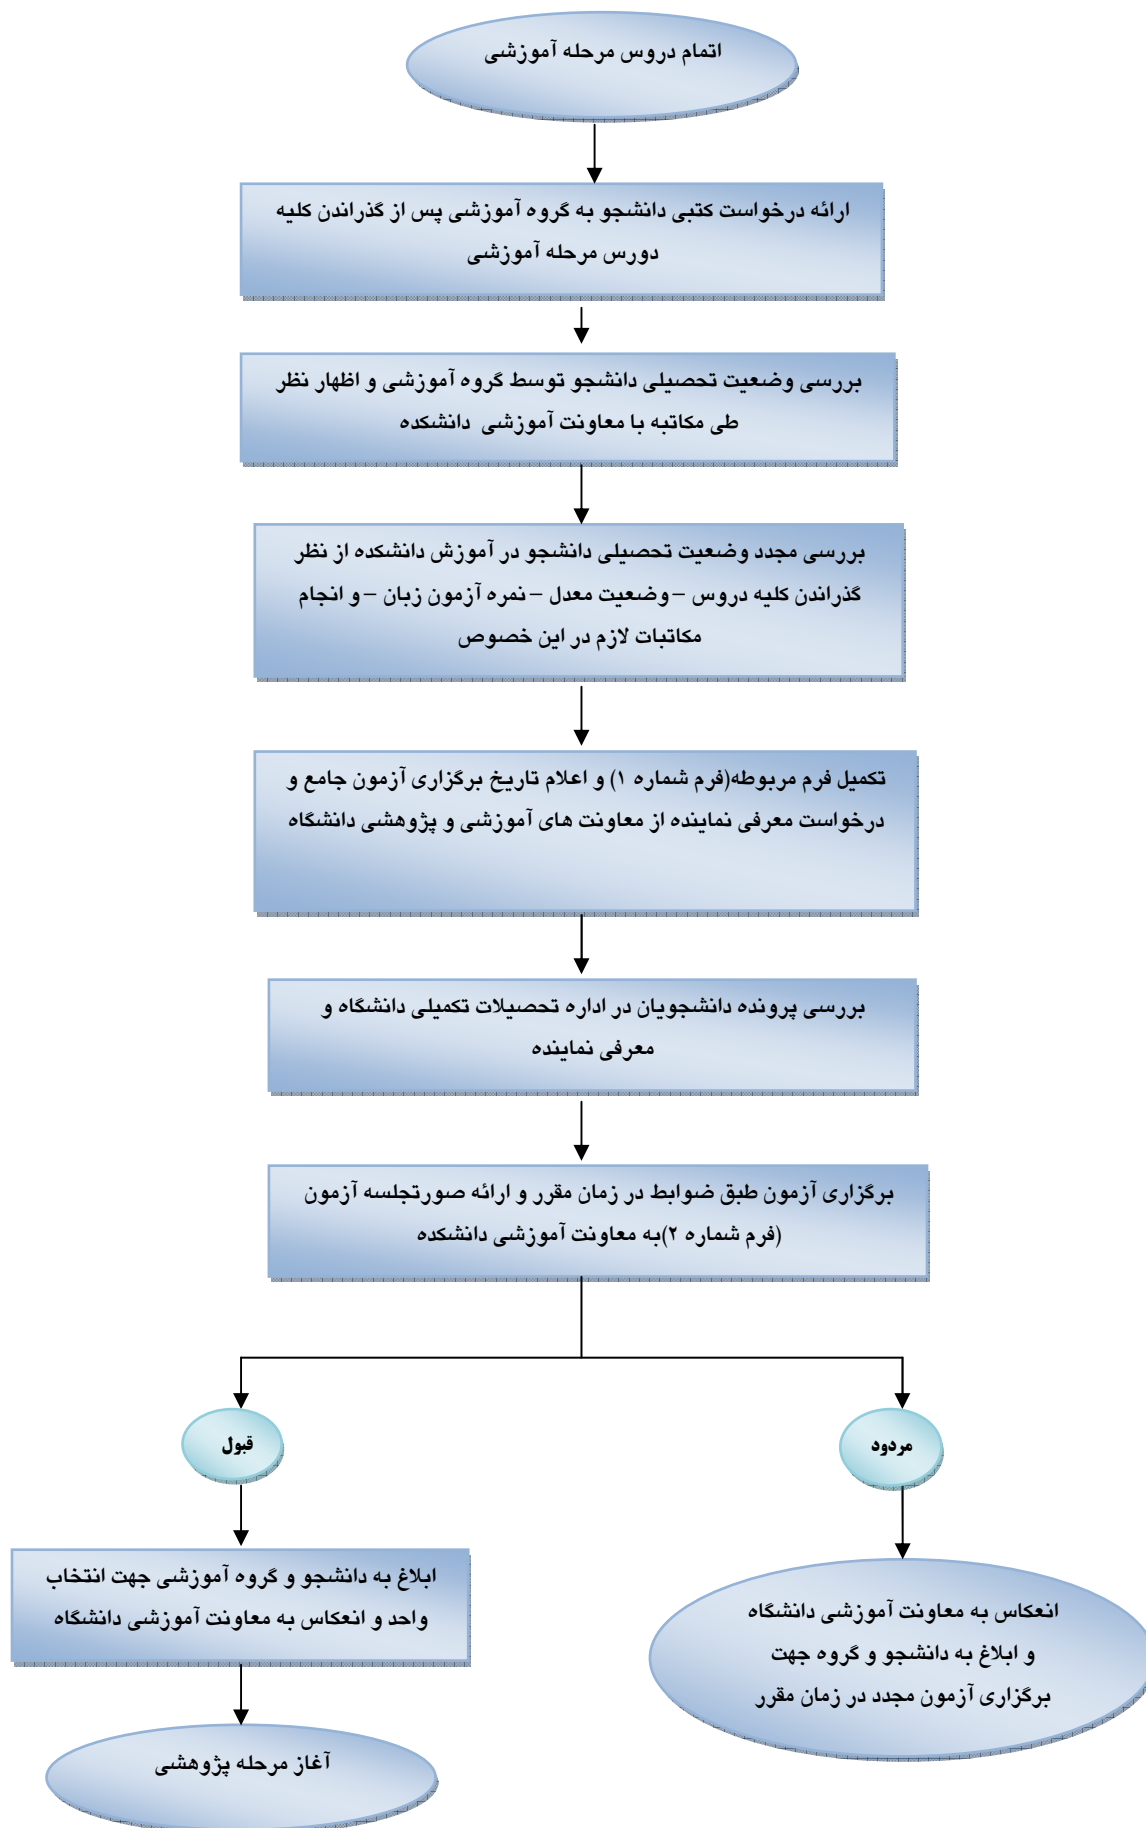 اتمام دروس مرحله آموزشی
ارائه درخواست کتبی دانشجو به گروه آموزشی پس از گذراندن کلیه
دورس مرحله آموزشی
بررسی وضعیت تحصیلی دانشجو توسط گروه آموزشی و اظهار نظر
طی مکاتبه با معاونت آموزشی دانشکده
بررسی مجدد وضعیت تحصیلی دانشجو در آموزش دانشکده از نظر
گذراندن کلیه دروس – وضعیت معدل – نمره آزمون زبان – و انجام
مکاتبات لازم در این خصوص
تکمیل فرم مربوطه(فرم شماره ۱) و اعلام تاریخ برگزاری آزمون جامع و
درخواست معرفی نماینده از معاونت های آموزشی و پژوهشی دانشگاه
بررسی پرونده دانشجویان در اداره تحصیلات تکمیلی دانشگاه و
معرفی نماینده
برگزاری آزمون طبق ضوابط در زمان مقرر و ارائه صورتجلسه آزمون
(فرم شماره ۲)به معاونت آموزشی دانشکده
مردود
قبول
انعکاس به معاونت آموزشی دانشگاه
و ابلاغ به دانشجو و گروه جهت
برگزاری آزمون مجدد در زمان مقرر
ابلاغ به دانشجو و گروه آموزشی جهت انتخاب
واحد و انعکاس به معاونت آموزشی دانشگاه
آغاز مرحله پژوهشی